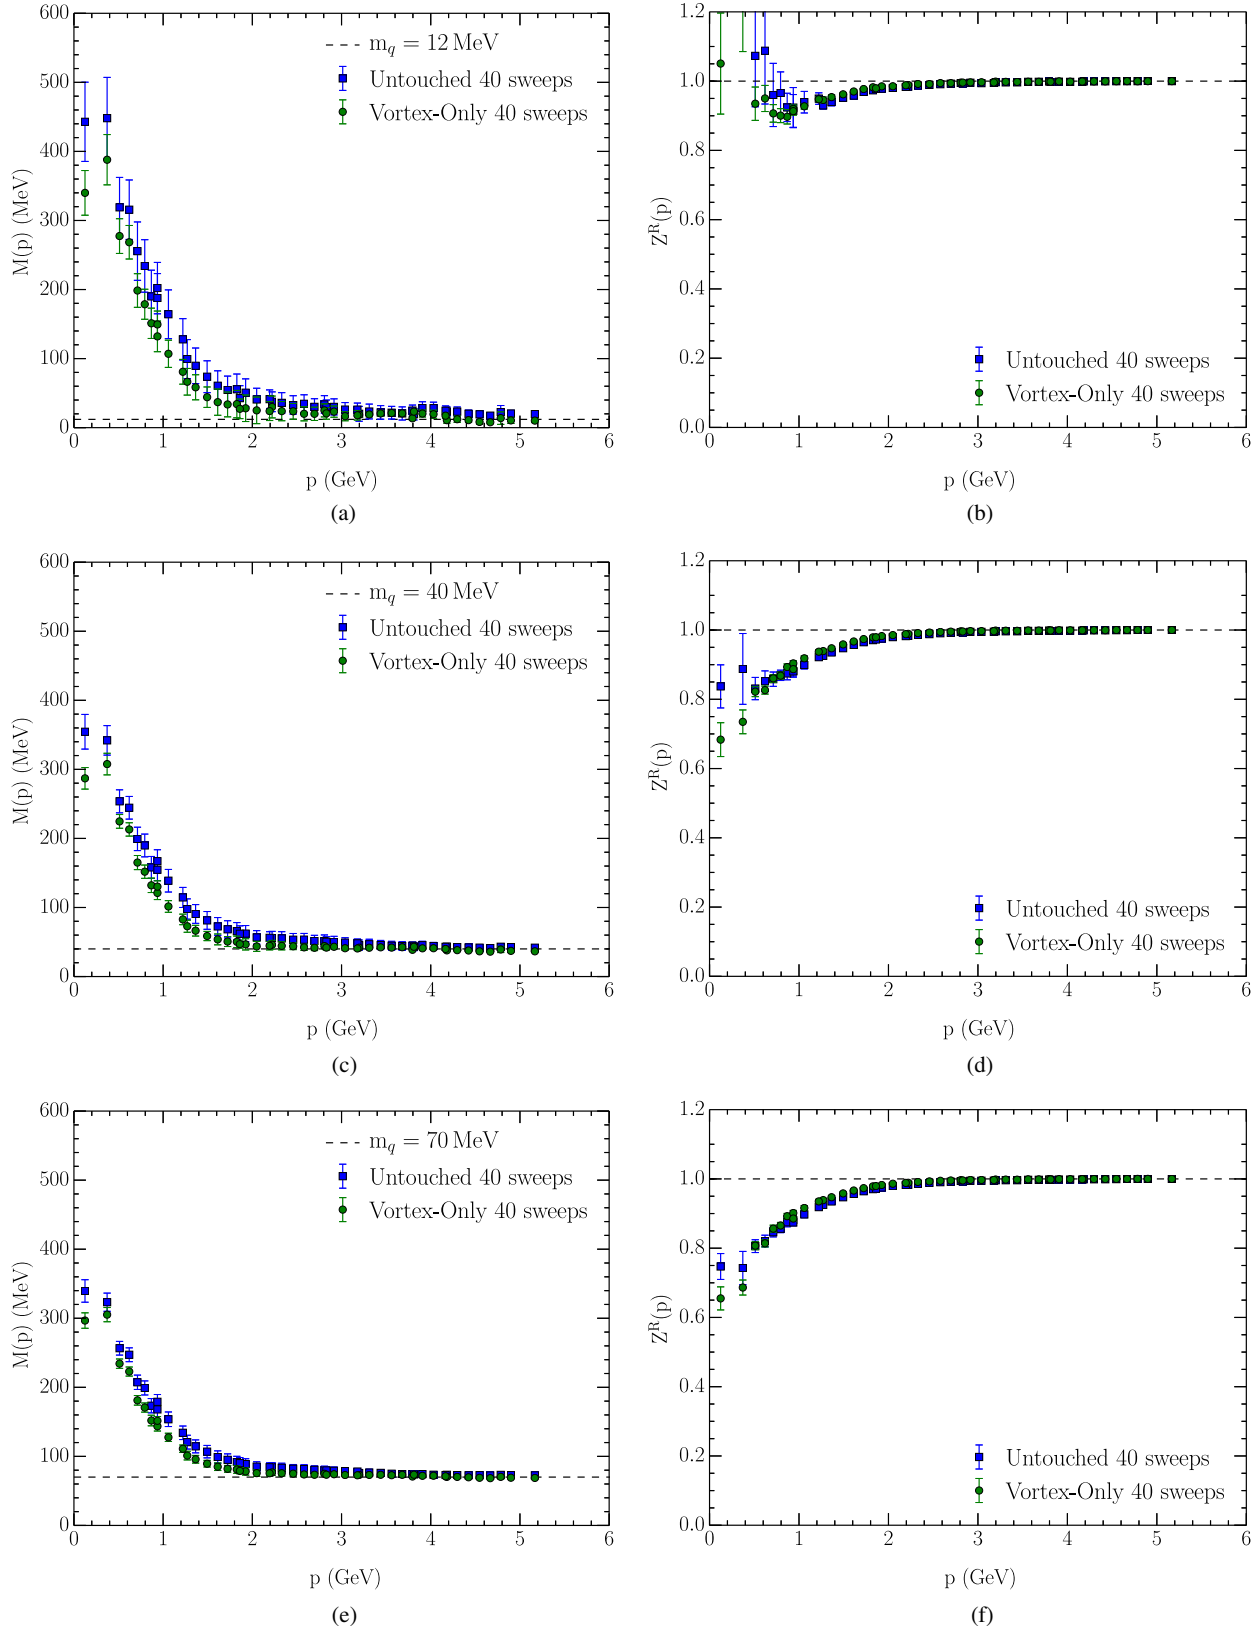 600
500
400
300
200
100
0
M(p) (MeV)
m_q = 12 MeV
Untouched 40 sweeps
Vortex-Only 40 sweeps
0 1 2 3 4 5 6
p (GeV)
(a)
1.2
1.0
0.8
0.6
0.4
0.2
0.0
Z^R(p)
Untouched 40 sweeps
Vortex-Only 40 sweeps
0 1 2 3 4 5 6
p (GeV)
(b)
600
500
400
300
200
100
0
M(p) (MeV)
m_q = 40 MeV
Untouched 40 sweeps
Vortex-Only 40 sweeps
0 1 2 3 4 5 6
p (GeV)
(c)
1.2
1.0
0.8
0.6
0.4
0.2
0.0
Z^R(p)
Untouched 40 sweeps
Vortex-Only 40 sweeps
0 1 2 3 4 5 6
p (GeV)
(d)
600
500
400
300
200
100
0
M(p) (MeV)
m_q = 70 MeV
Untouched 40 sweeps
Vortex-Only 40 sweeps
0 1 2 3 4 5 6
p (GeV)
(e)
1.2
1.0
0.8
0.6
0.4
0.2
0.0
Z^R(p)
Untouched 40 sweeps
Vortex-Only 40 sweeps
0 1 2 3 4 5 6
p (GeV)
(f)